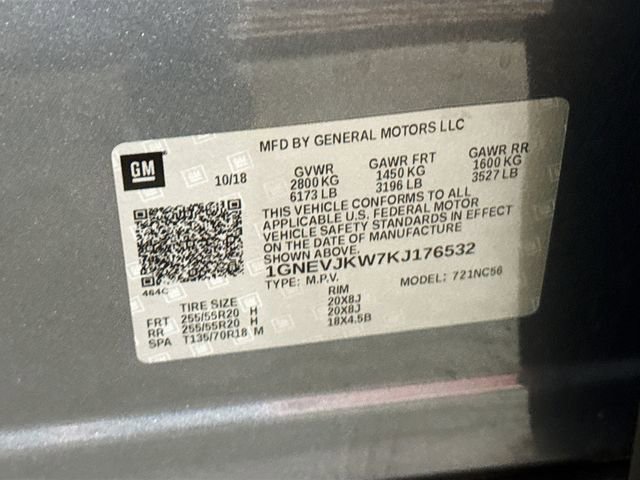 MFD BY GENERAL MOTORS LLC
GM
10/18
GVWR GAWR FRT GAWR RR
2800 KG 1450 KG 1600 KG
6173 LB 3196 LB 3527 LB
THIS VEHICLE CONFORMS TO ALL
APPLICABLE U.S. FEDERAL MOTOR
VEHICLE SAFETY STANDARDS IN EFFECT
ON THE DATE OF MANUFACTURE
SHOWN ABOVE.
1GNEVJKW7KJ176532
TYPE: M.P.V. MODEL: 721NC56
464C
TIRE SIZE RIM
FRT 255/55R20 H 20X8J
RR 255/55R20 H 20X8J
SPA T135/70R18 M 18X4.5B